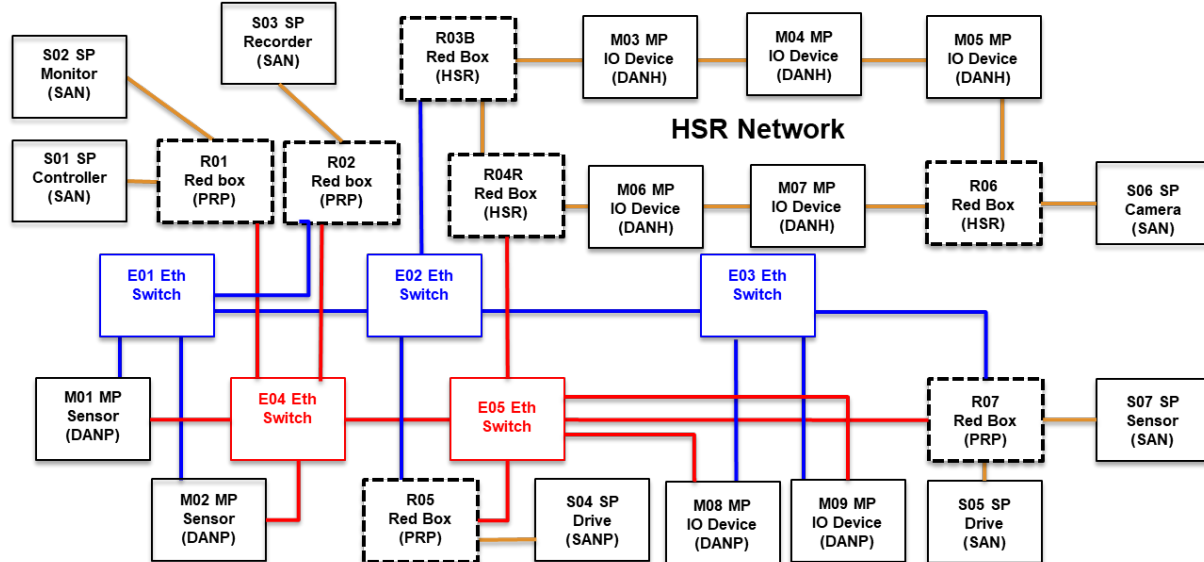 S03 SP
Recorder
(SAN)
R03B
Red Box
(HSR)
M03 MP
IO Device
(DANH)
M04 MP
IO Device
(DANH)
M05 MP
IO Device
(DANH)
S02 SP
Monitor
(SAN)
HSR Network
S01 SP
Controller
(SAN)
R01
Red box
(PRP)
R02
Red box
(PRP)
R04R
Red Box
(HSR)
M06 MP
IO Device
(DANH)
M07 MP
IO Device
(DANH)
R06
Red Box
(HSR)
S06 SP
Camera
(SAN)
E01 Eth
Switch
E02 Eth
Switch
E03 Eth
Switch
M01 MP
Sensor
(DANP)
E04 Eth
Switch
E05 Eth
Switch
R07
Red Box
(PRP)
S07 SP
Sensor
(SAN)
M02 MP
Sensor
(DANP)
R05
Red Box
(PRP)
S04 SP
Drive
(SANP)
M08 MP
IO Device
(DANP)
M09 MP
IO Device
(DANP)
S05 SP
Drive
(SAN)